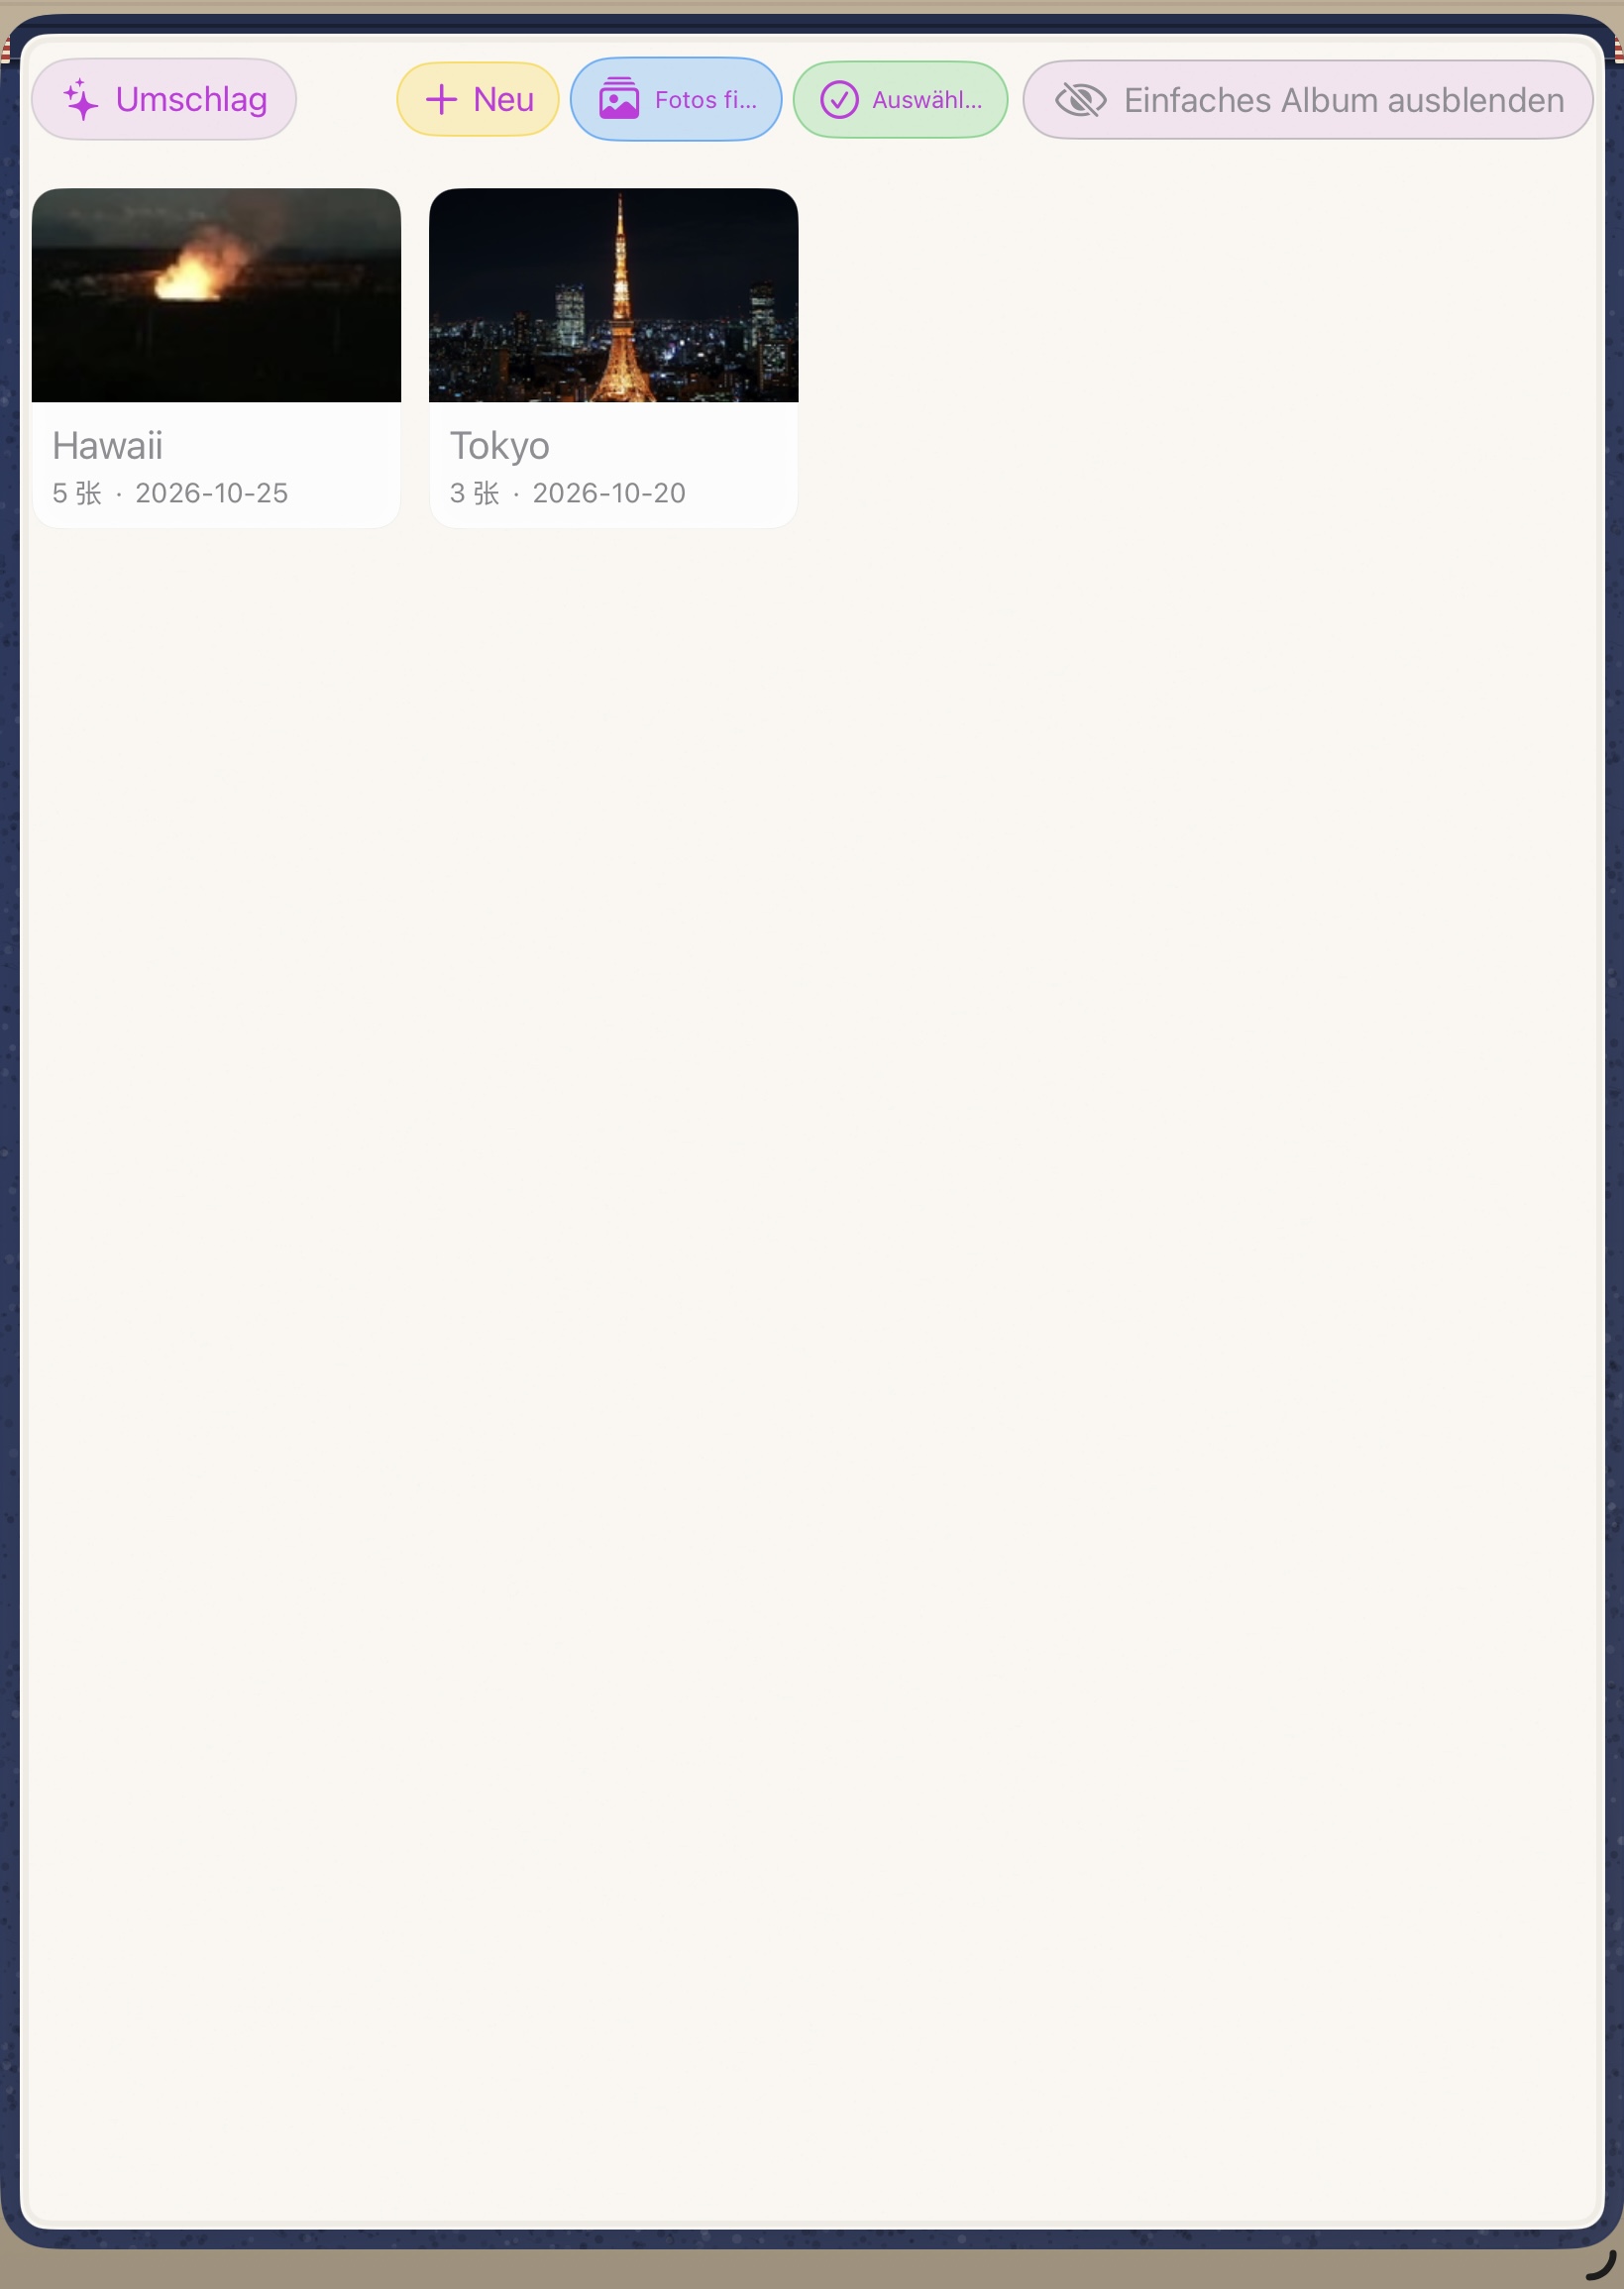 Umschlag
Neu
Fotos fi...
Auswähl...
Einfaches Album ausblenden
Hawaii
5 张 · 2026-10-25
Tokyo
3 张 · 2026-10-20